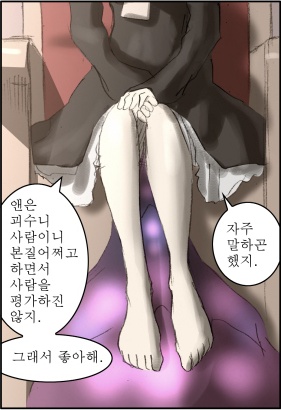 앤은
괴수니
사람이니
본질어쩌고
하면서
사람을
평가하진
않지.
그래서 좋아해.
자주
말하곤
했지.